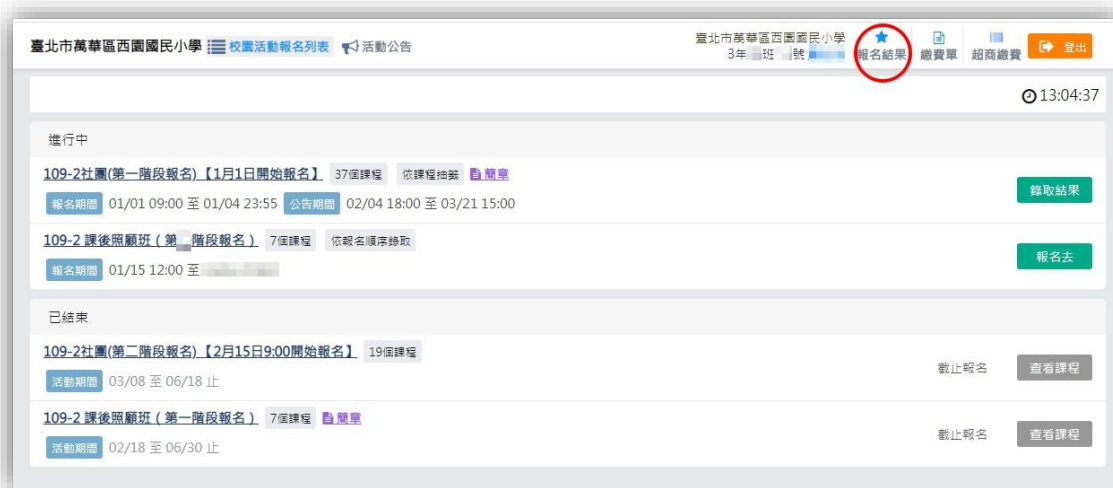 臺北市萬華區西園國民小學 校園活動報名列表 活動公告
臺北市萬華區西園國民小學
3年 班 號
報名結果 繳費單 超商繳費 登出
13:04:37
進行中
109-2社團(第一階段報名)【1月1日開始報名】 37個課程 依課程抽籤 簡章
報名期間 01/01 09:00 至 01/04 23:55 公告期間 02/04 18:00 至 03/21 15:00
錄取結果
109-2 課後照顧班（第 階段報名） 7個課程 依報名順序錄取
報名期間 01/15 12:00 至
報名去
已結束
109-2社團(第二階段報名)【2月15日9:00開始報名】 19個課程
活動期間 03/08 至 06/18 止
截止報名 查看課程
109-2 課後照顧班（第一階段報名） 7個課程 簡章
活動期間 02/18 至 06/30 止
截止報名 查看課程